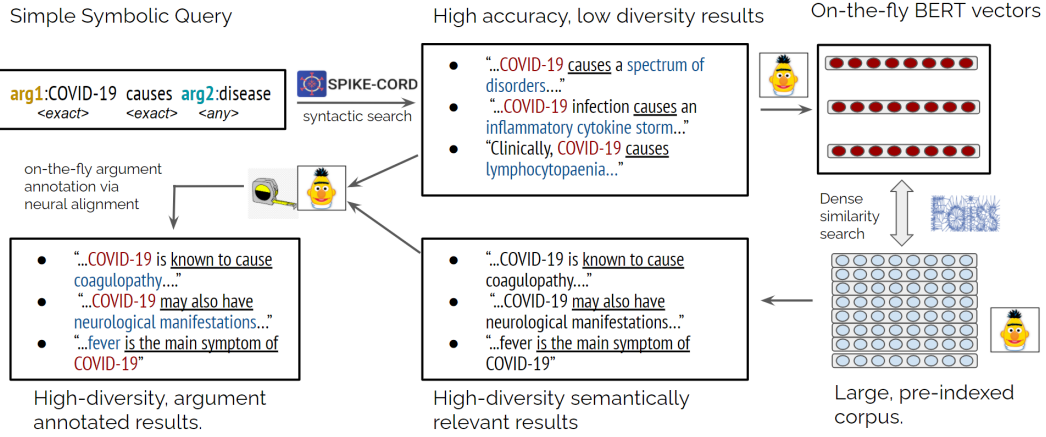 Simple Symbolic Query
High accuracy, low diversity results
On-the-fly BERT vectors
arg1:COVID-19 causes arg2:disease
<exact> <exact> <any>
SPIKE-CORD
syntactic search
● “...COVID-19 causes a spectrum of
disorders....”
● “...COVID-19 infection causes an
inflammatory cytokine storm...”
● “Clinically, COVID-19 causes
lymphocytopaenia...”
on-the-fly argument
annotation via
neural alignment
Dense
similarity
search
Faiss
● “...COVID-19 is known to cause
coagulopathy....”
● “...COVID-19 may also have
neurological manifestations...”
● “...fever is the main symptom of
COVID-19”
● “...COVID-19 is known to cause
coagulopathy....”
● “...COVID-19 may also have
neurological manifestations...”
● “...fever is the main symptom of
COVID-19”
High-diversity, argument
annotated results.
High-diversity semantically
relevant results
Large, pre-indexed
corpus.